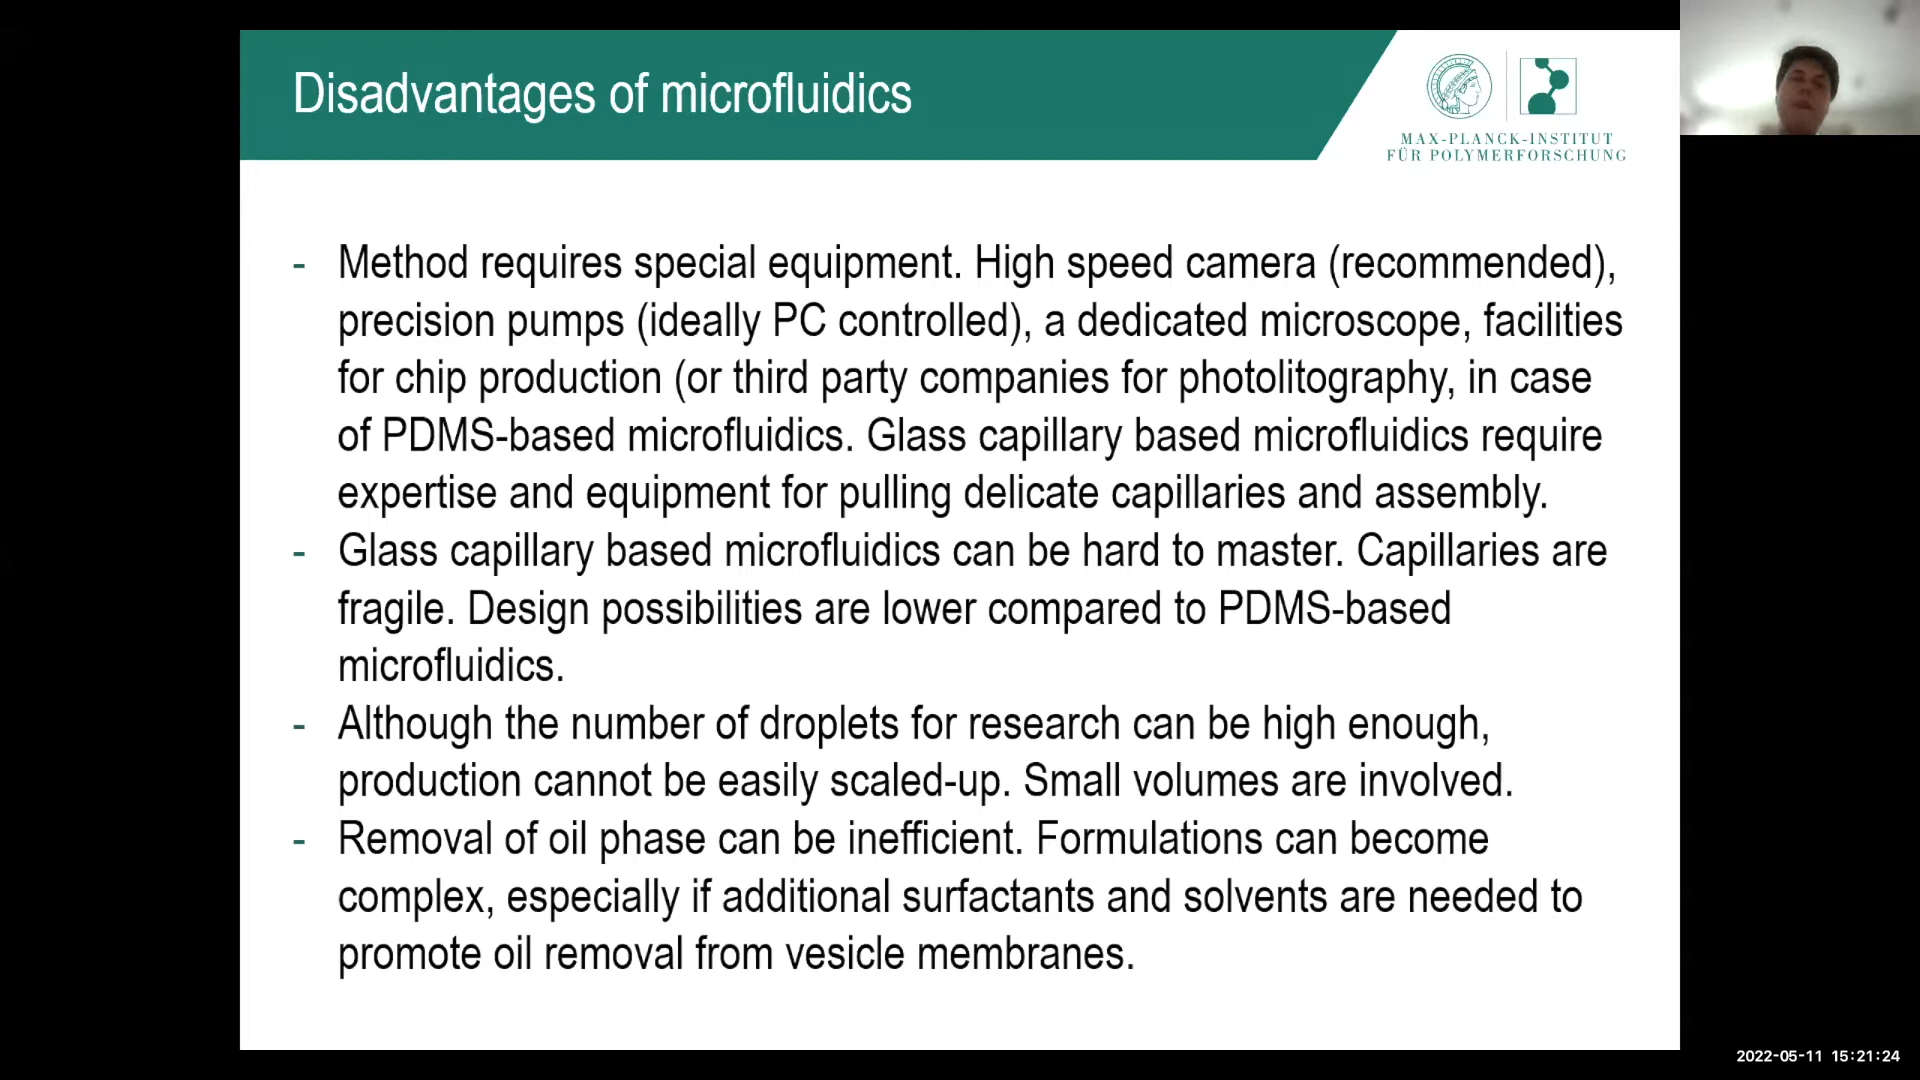 Disadvantages of microfluidics
MAX-PLANCK-INSTITUT
FÜR POLYMERFORSCHUNG
- Method requires special equipment. High speed camera (recommended),
precision pumps (ideally PC controlled), a dedicated microscope, facilities
for chip production (or third party companies for photolitography, in case
of PDMS-based microfluidics. Glass capillary based microfluidics require
expertise and equipment for pulling delicate capillaries and assembly.
- Glass capillary based microfluidics can be hard to master. Capillaries are
fragile. Design possibilities are lower compared to PDMS-based
microfluidics.
- Although the number of droplets for research can be high enough,
production cannot be easily scaled-up. Small volumes are involved.
- Removal of oil phase can be inefficient. Formulations can become
complex, especially if additional surfactants and solvents are needed to
promote oil removal from vesicle membranes.
2022-05-11 15:21:24